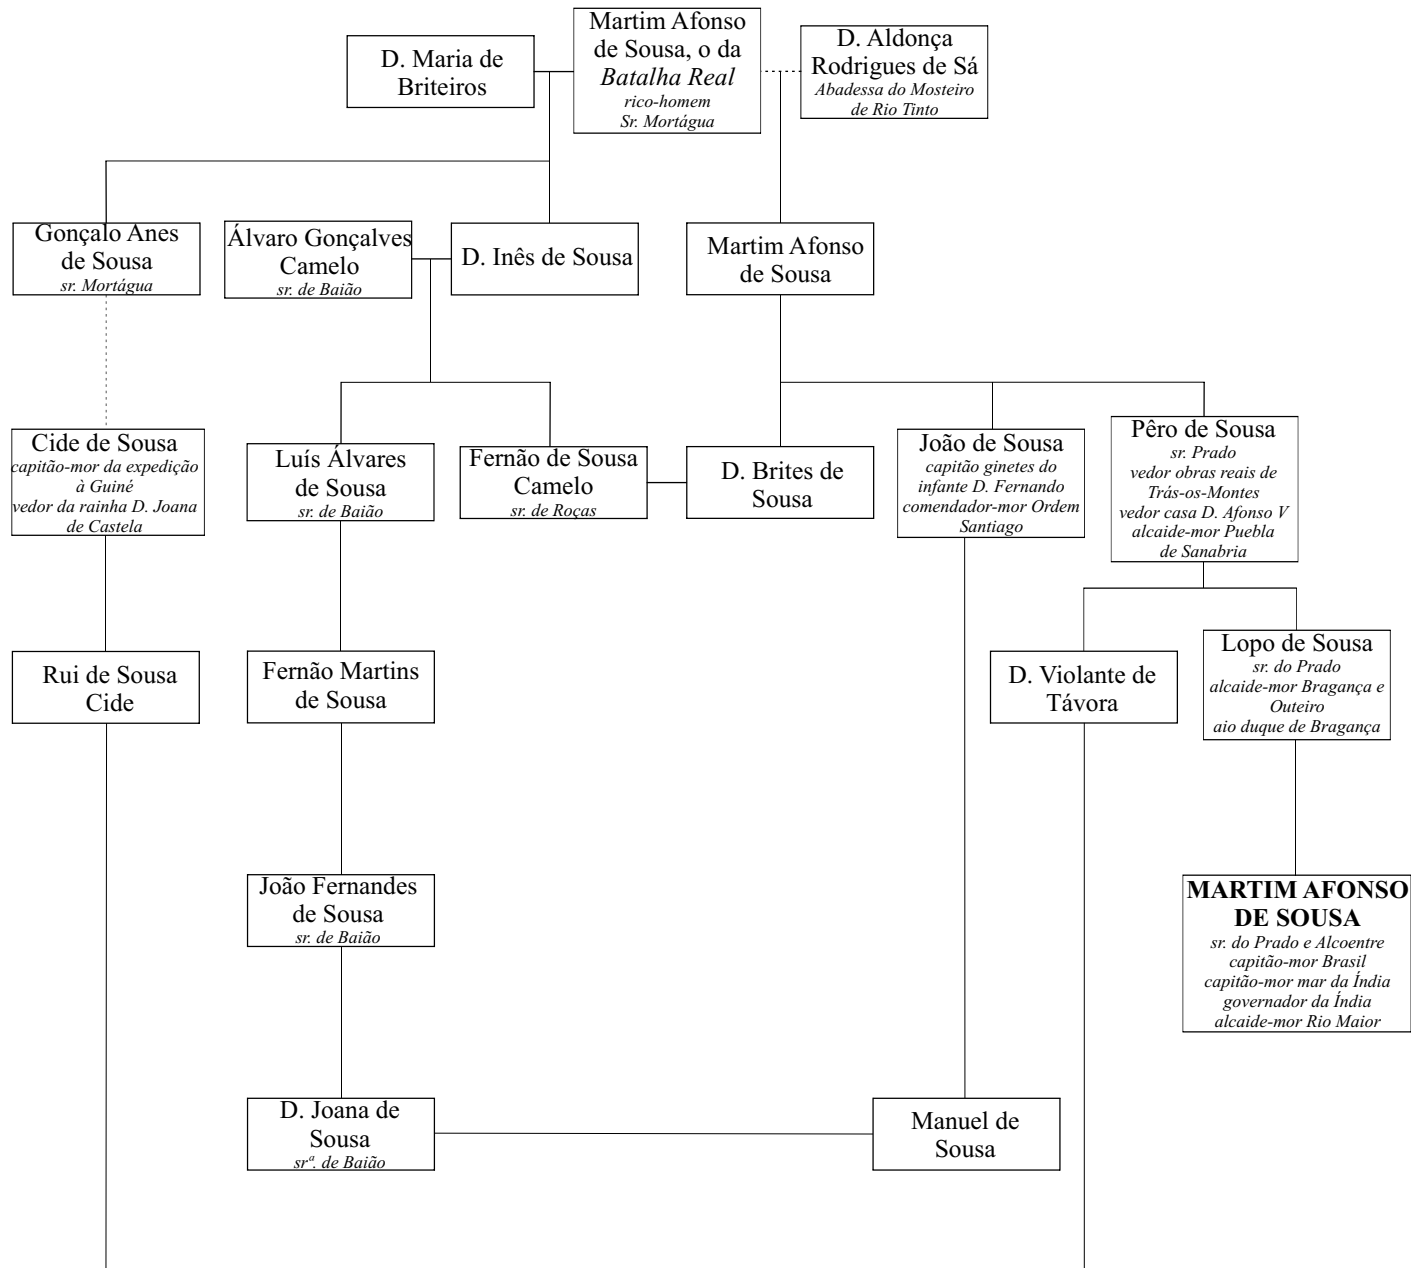 D. Maria de
Briteiros
Martim Afonso
de Sousa, o da
Batalha Real
rico-homem
Sr. Mortágua
D. Aldonça
Rodrigues de Sá
Abadessa do Mosteiro
de Rio Tinto
Gonçalo Anes
de Sousa
sr. Mortágua
Álvaro Gonçalves
Camelo
sr. de Baião
D. Inês de Sousa
Martim Afonso
de Sousa
Cide de Sousa
capitão-mor da expedição
à Guiné
vedor da rainha D. Joana
de Castela
Luís Álvares
de Sousa
sr. de Baião
Fernão de Sousa
Camelo
sr. de Roças
D. Brites de
Sousa
João de Sousa
capitão ginetes do
infante D. Fernando
comendador-mor Ordem
Santiago
Pêro de Sousa
sr. Prado
vedor obras reais de
Trás-os-Montes
vedor casa D. Afonso V
alcaide-mor Puebla
de Sanabria
Rui de Sousa
Cide
Fernão Martins
de Sousa
D. Violante de
Távora
Lopo de Sousa
sr. do Prado
alcaide-mor Bragança e
Outeiro
aio duque de Bragança
João Fernandes
de Sousa
sr. de Baião
MARTIM AFONSO
DE SOUSA
sr. do Prado e Alcoentre
capitão-mor Brasil
capitão-mor mar da Índia
governador da Índia
alcaide-mor Rio Maior
D. Joana de
Sousa
srª. de Baião
Manuel de
Sousa